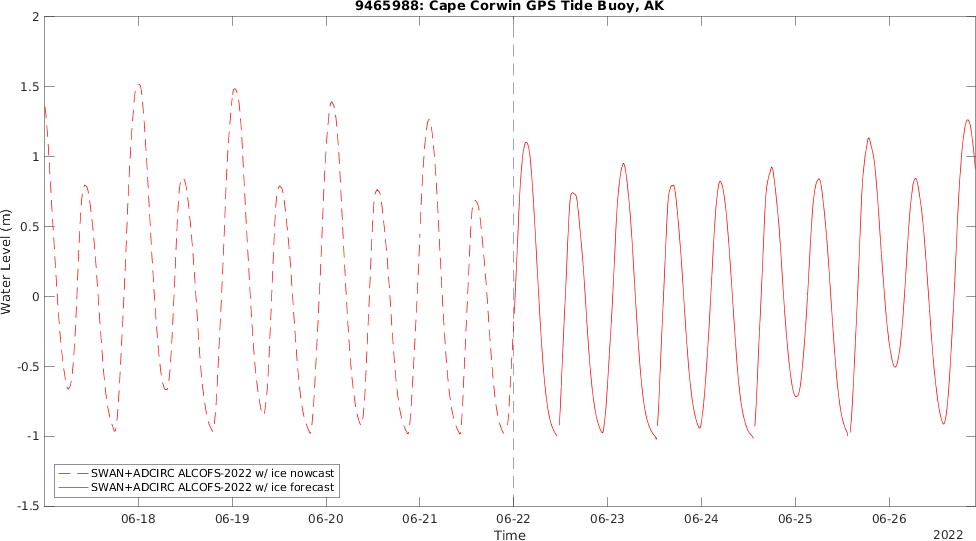 9465988: Cape Corwin GPS Tide Buoy, AK
2
1.5
1
0.5
0
-0.5
-1
-1.5
Water Level (m)
SWAN+ADCIRC ALCOFS-2022 w/ ice nowcast
SWAN+ADCIRC ALCOFS-2022 w/ ice forecast
06-18 06-19 06-20 06-21 06-22 06-23 06-24 06-25 06-26
Time
2022